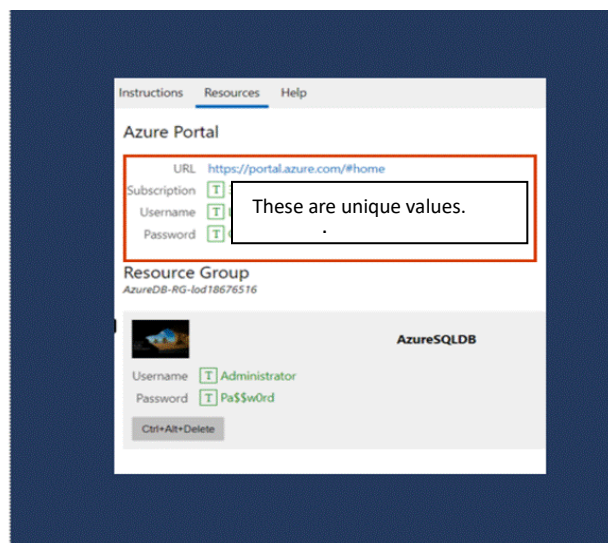 Instructions Resources Help
Azure Portal
URL https://portal.azure.com/#home
Subscription T
Username T
Password T
These are unique values.
.
Resource Group
AzureDB-RG-lod18676516
AzureSQLDB
Username T Administrator
Password T Pa$$w0rd
Ctrl+Alt+Delete